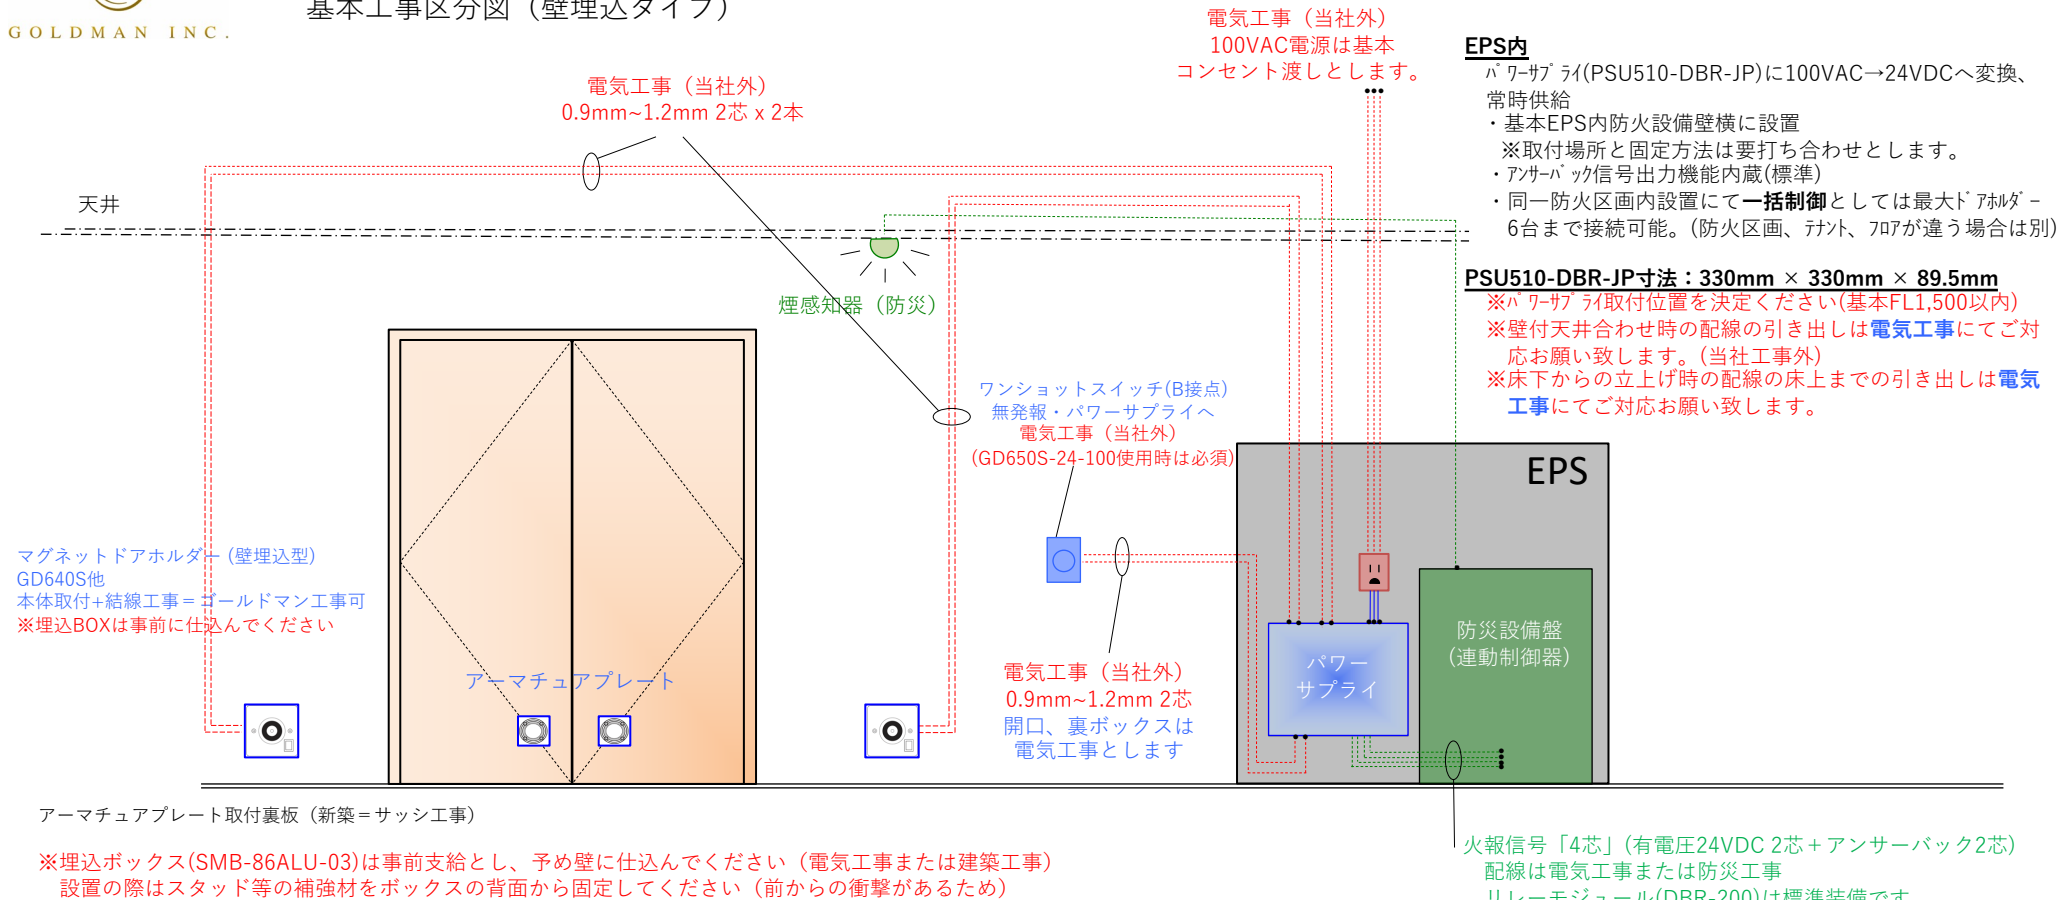 GOLDMAN INC.
基本工事区分図（壁埋込タイプ）
電気工事（当社外）
100VAC電源は基本
コンセント渡しとします。
電気工事（当社外）
0.9mm~1.2mm 2芯 x 2本
EPS内
ﾊﾟﾜｰｻﾌﾟﾗｲ(PSU510-DBR-JP)に100VAC→24VDCへ変換、
常時供給
・基本EPS内防火設備壁横に設置
※取付場所と固定方法は要打ち合わせとします。
・ｱﾝｻｰﾊﾞｯｸ信号出力機能内蔵(標準)
・同一防火区画内設置にて一括制御としては最大ﾄﾞｱﾎﾙﾀﾞｰ
6台まで接続可能。(防火区画、ﾃﾅﾝﾄ、ﾌﾛｱが違う場合は別)
PSU510-DBR-JP寸法：330mm × 330mm × 89.5mm
※ﾊﾟﾜｰｻﾌﾟﾗｲ取付位置を決定ください(基本FL1,500以内)
※壁付天井合わせ時の配線の引き出しは電気工事にてご対
応お願い致します。(当社工事外)
※床下からの立上げ時の配線の床上までの引き出しは電気
工事にてご対応お願い致します。
天井
煙感知器（防災）
ワンショットスイッチ(B接点)
無発報・パワーサプライへ
電気工事（当社外）
(GD650S-24-100使用時は必須)
EPS
マグネットドアホルダー (壁埋込型)
GD640S他
本体取付+結線工事＝ゴールドマン工事可
※埋込BOXは事前に仕込んでください
アーマチュアプレート
電気工事（当社外）
0.9mm~1.2mm 2芯
開口、裏ボックスは
電気工事とします
パワー
サプライ
防災設備盤
(連動制御器)
アーマチュアプレート取付裏板（新築＝サッシ工事）
※埋込ボックス(SMB-86ALU-03)は事前支給とし、予め壁に仕込んでください（電気工事または建築工事）
設置の際はスタッド等の補強材をボックスの背面から固定してください（前からの衝撃があるため）
火報信号「4芯」(有電圧24VDC 2芯＋アンサーバック2芯)
配線は電気工事または防災工事
リレーモジュール(DBR-200)は標準装備です